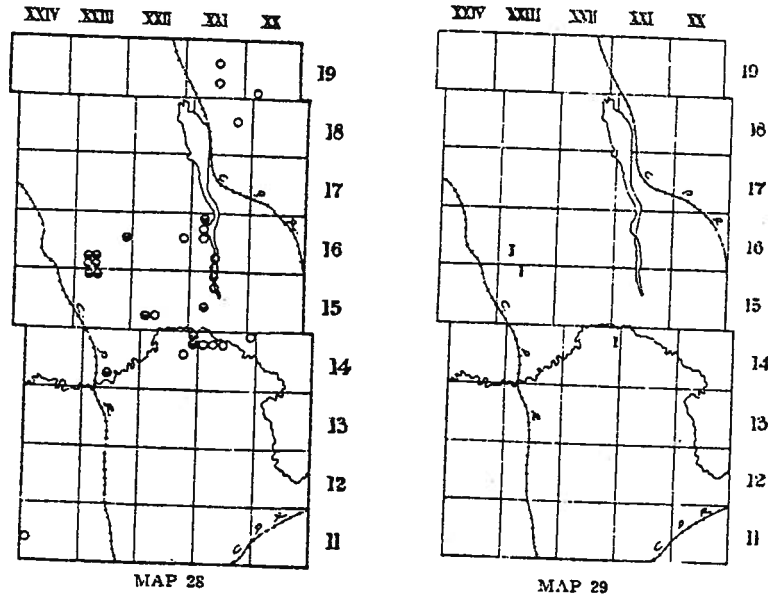 XXIV XXIII XXII XXI XX
19
18
17
16
15
14
13
12
11
C
P
R
C
R
C P R
MAP 28
XXIV XXIII XXII XXI XX
19
18
17
16
15
14
13
12
11
C
P
R
I
I
I
C
R
C P R
MAP 29